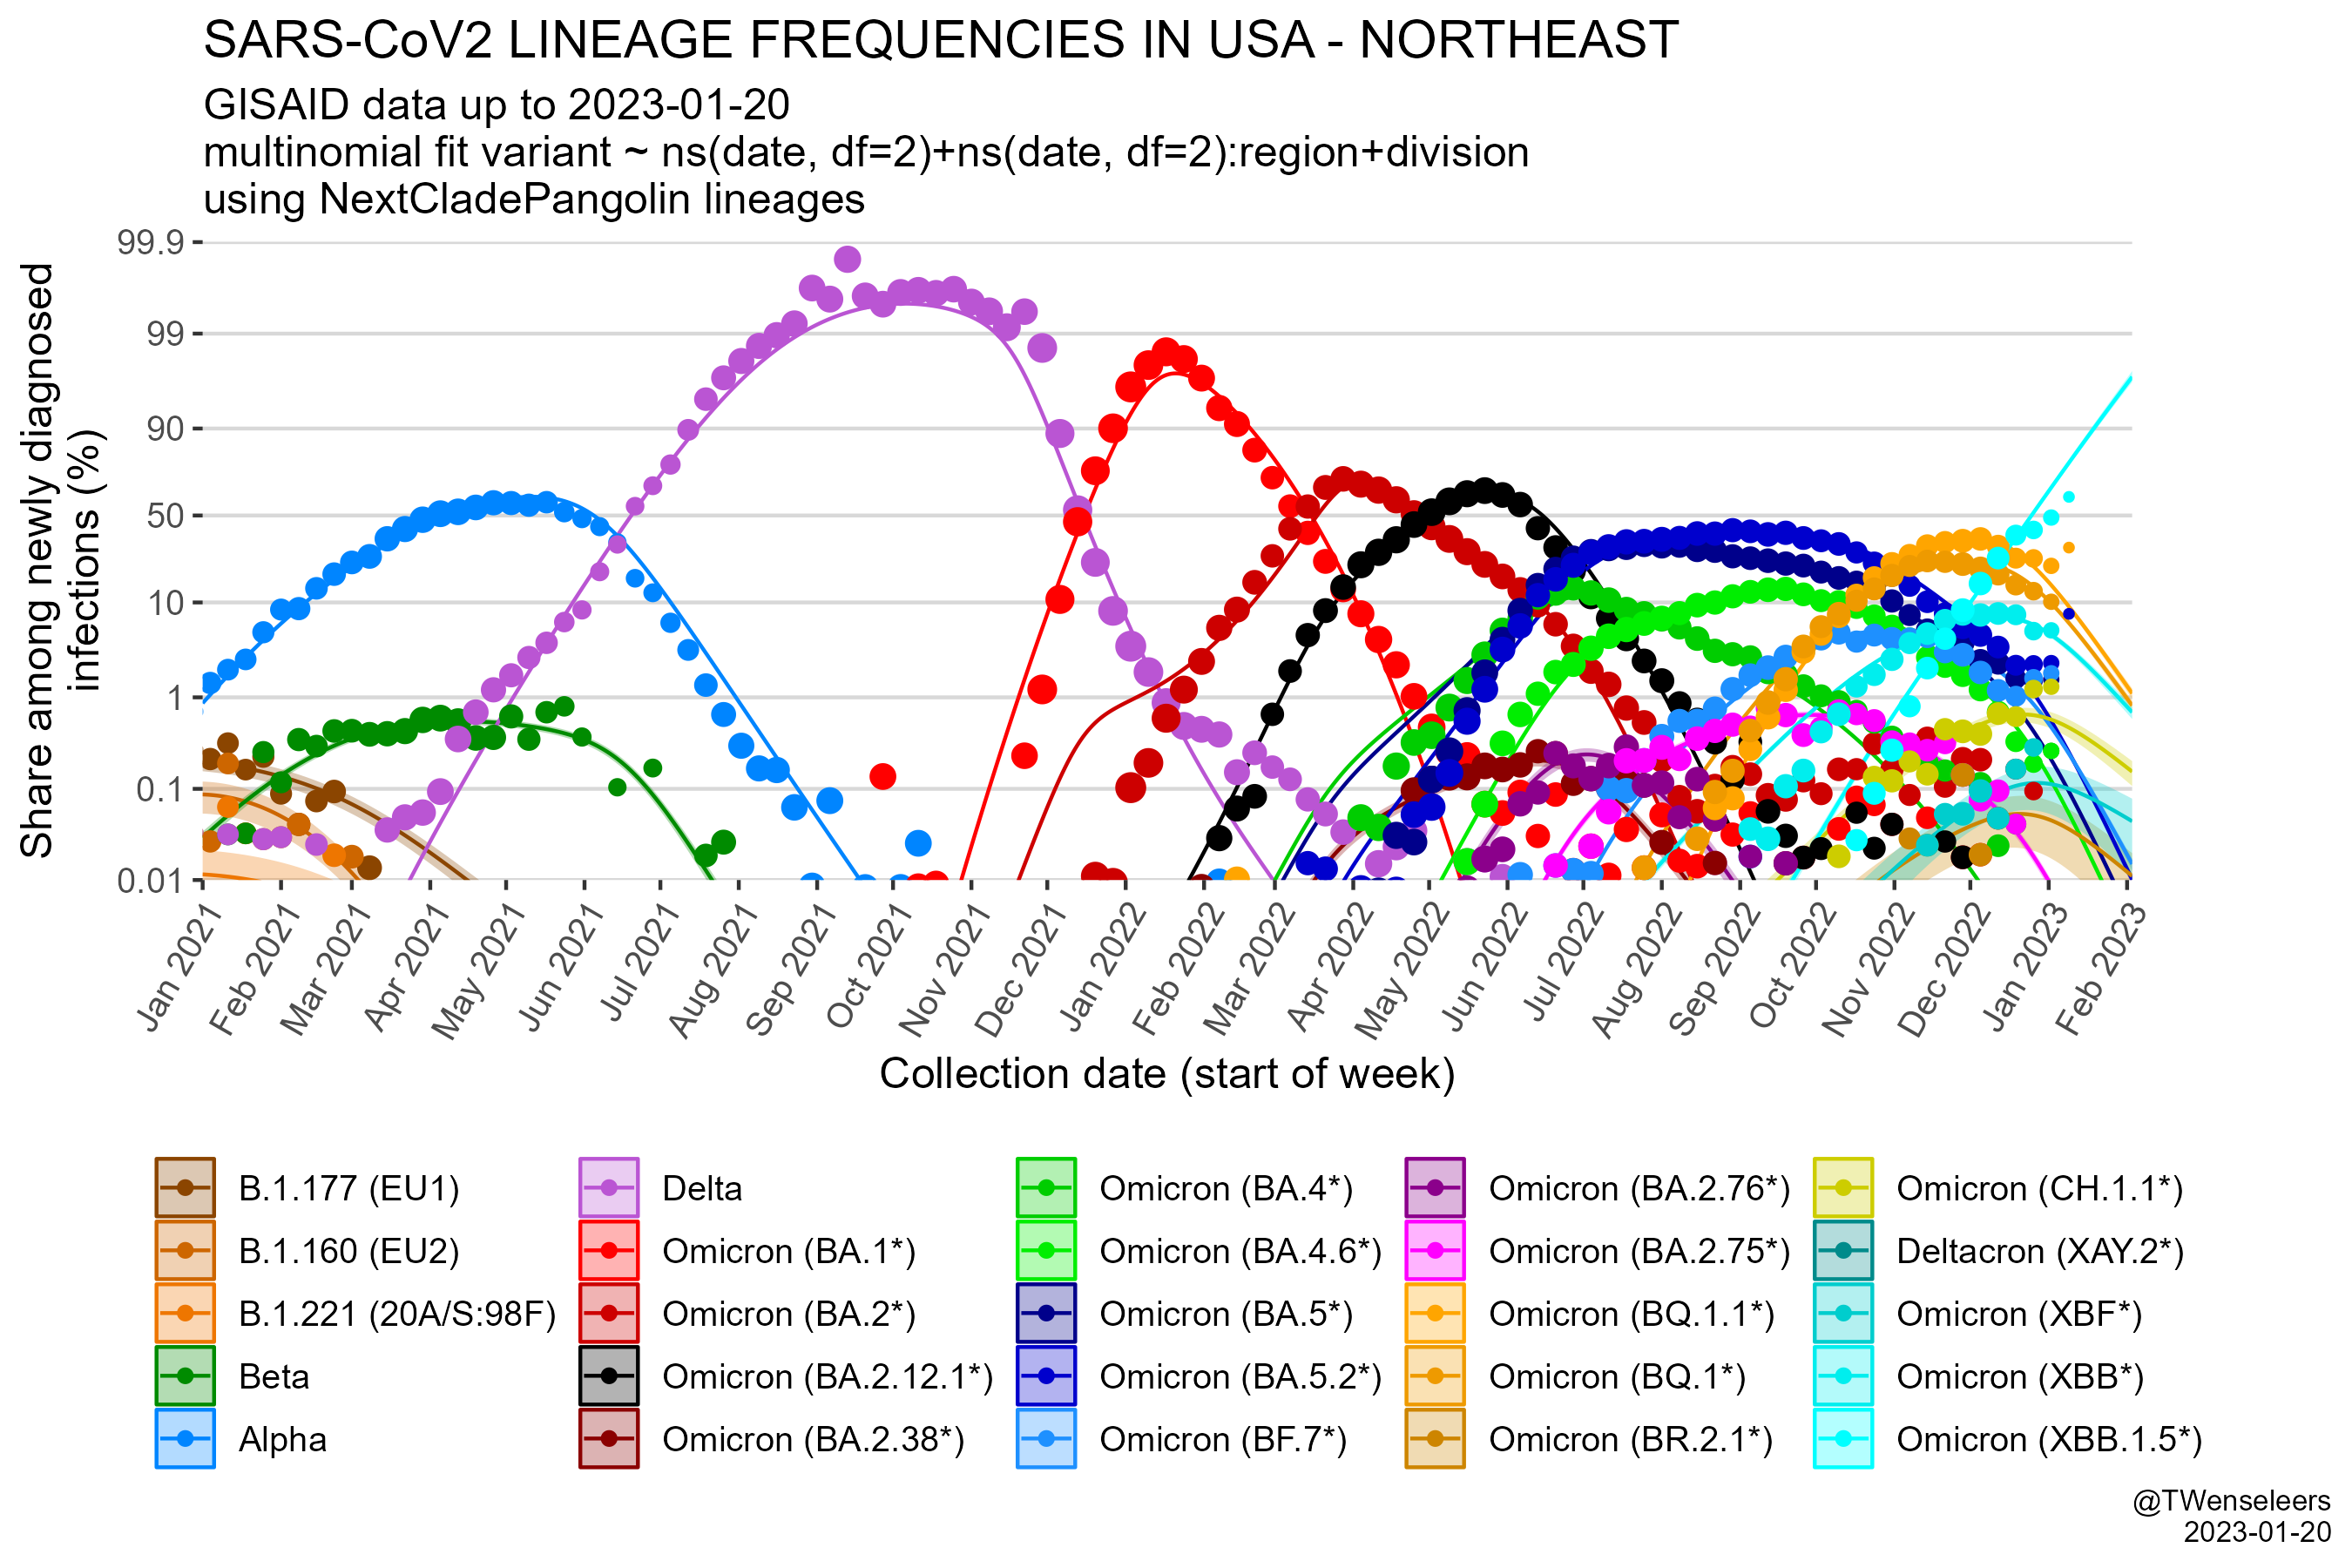 SARS-CoV2 LINEAGE FREQUENCIES IN USA - NORTHEAST
GISAID data up to 2023-01-20
multinomial fit variant ~ ns(date, df=2)+ns(date, df=2):region+division
using NextCladePangolin lineages
Share among newly diagnosed
infections (%)
99.9
99
90
50
10
1
0.1
0.01
Jan 2021
Feb 2021
Mar 2021
Apr 2021
May 2021
Jun 2021
Jul 2021
Aug 2021
Sep 2021
Oct 2021
Nov 2021
Dec 2021
Jan 2022
Feb 2022
Mar 2022
Apr 2022
May 2022
Jun 2022
Jul 2022
Aug 2022
Sep 2022
Oct 2022
Nov 2022
Dec 2022
Jan 2023
Feb 2023
Collection date (start of week)
B.1.177 (EU1)
B.1.160 (EU2)
B.1.221 (20A/S:98F)
Beta
Alpha
Delta
Omicron (BA.1*)
Omicron (BA.2*)
Omicron (BA.2.12.1*)
Omicron (BA.2.38*)
Omicron (BA.4*)
Omicron (BA.4.6*)
Omicron (BA.5*)
Omicron (BA.5.2*)
Omicron (BF.7*)
Omicron (BA.2.76*)
Omicron (BA.2.75*)
Omicron (BQ.1.1*)
Omicron (BQ.1*)
Omicron (BR.2.1*)
Omicron (CH.1.1*)
Deltacron (XAY.2*)
Omicron (XBF*)
Omicron (XBB*)
Omicron (XBB.1.5*)
@TWenseleers
2023-01-20